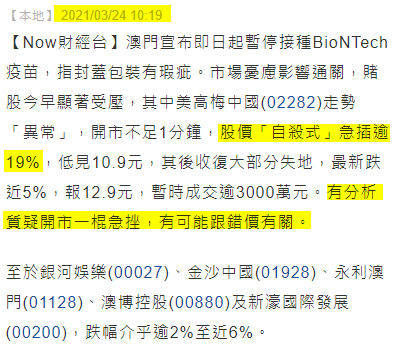 【本地】 2021/03/24 10:19
【Now財經台】澳門宣布即日起暫停接種BioNTech
疫苗，指封蓋包裝有瑕疵。市場憂慮影響通關，賭
股今早顯著受壓，其中美高梅中國(02282)走勢
「異常」，開市不足1分鐘，股價「自殺式」急插逾
19%，低見10.9元，其後收復大部分失地，最新跌
近5%，報12.9元，暫時成交逾3000萬元。有分析
質疑開市一棍急挫，有可能跟錯價有關。
至於銀河娛樂(00027)、金沙中國(01928)、永利澳
門(01128)、澳博控股(00880)及新濠國際發展
(00200)，跌幅介乎逾2%至近6%。